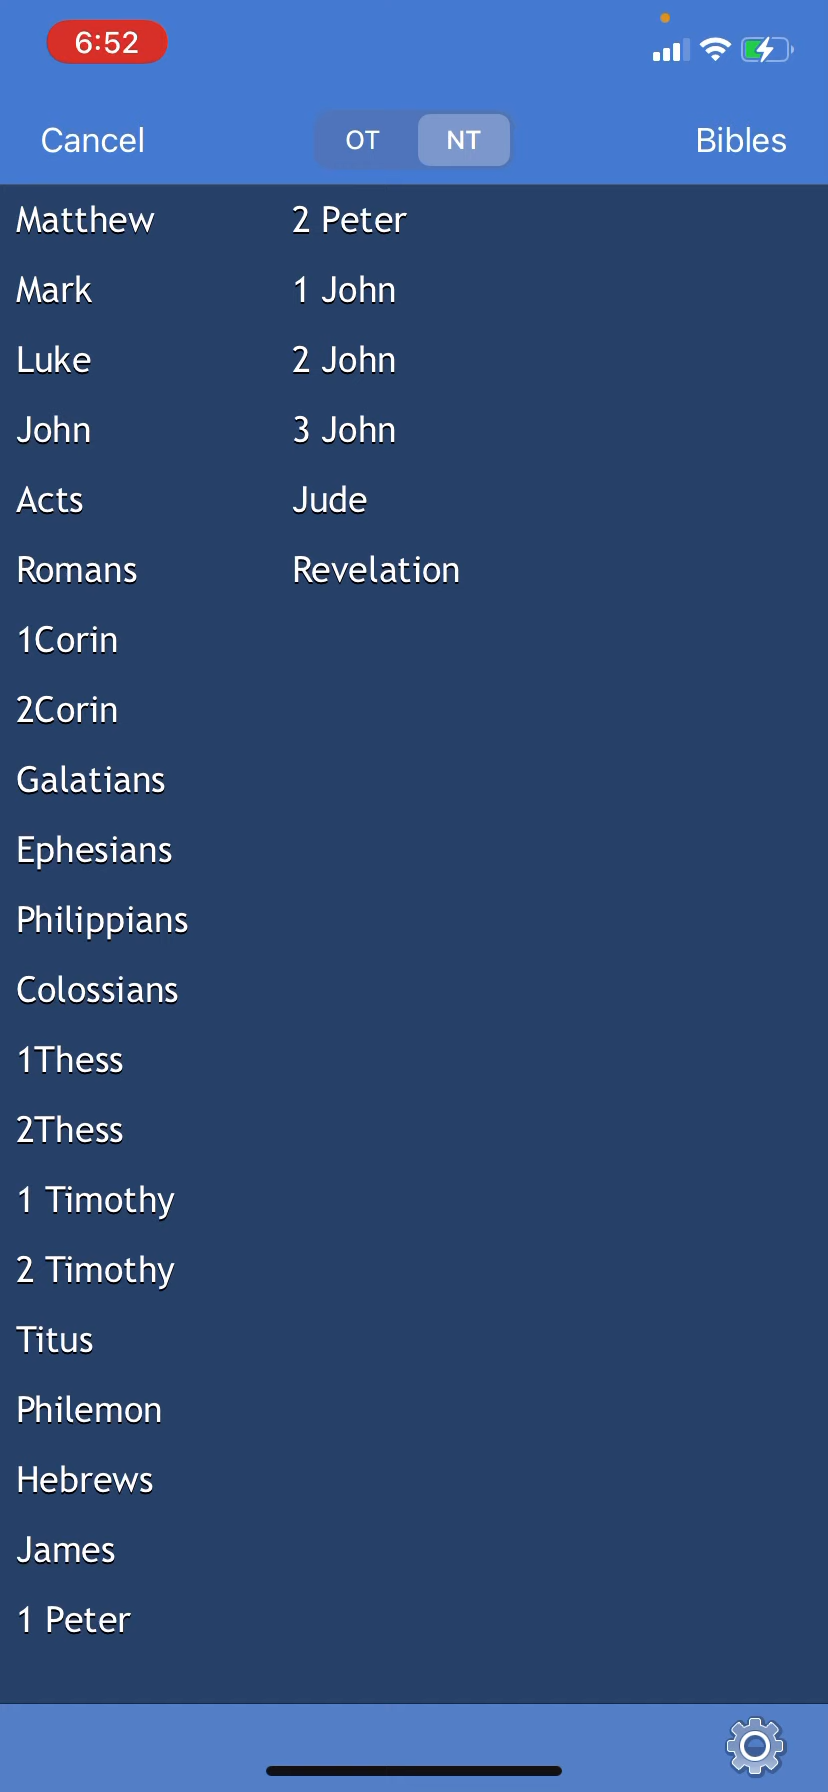 6:52
Cancel
OT
NT
Bibles
Matthew
Mark
Luke
John
Acts
Romans
1Corin
2Corin
Galatians
Ephesians
Philippians
Colossians
1Thess
2Thess
1 Timothy
2 Timothy
Titus
Philemon
Hebrews
James
1 Peter
2 Peter
1 John
2 John
3 John
Jude
Revelation